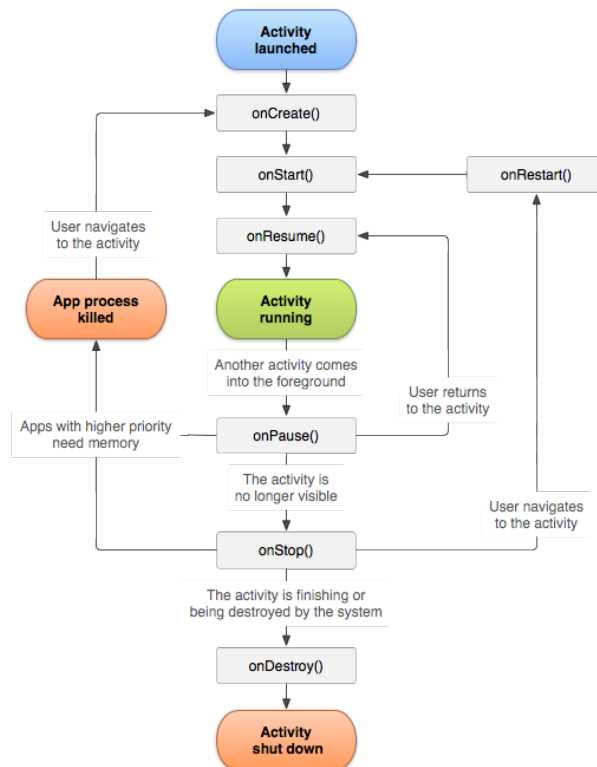 Activity
launched
onCreate()
onStart()
onRestart()
User navigates
to the activity
onResume()
App process
killed
Activity
running
Another activity comes
into the foreground
User returns
to the activity
Apps with higher priority
need memory
onPause()
The activity is
no longer visible
User navigates
to the activity
onStop()
The activity is finishing or
being destroyed by the system
onDestroy()
Activity
shut down